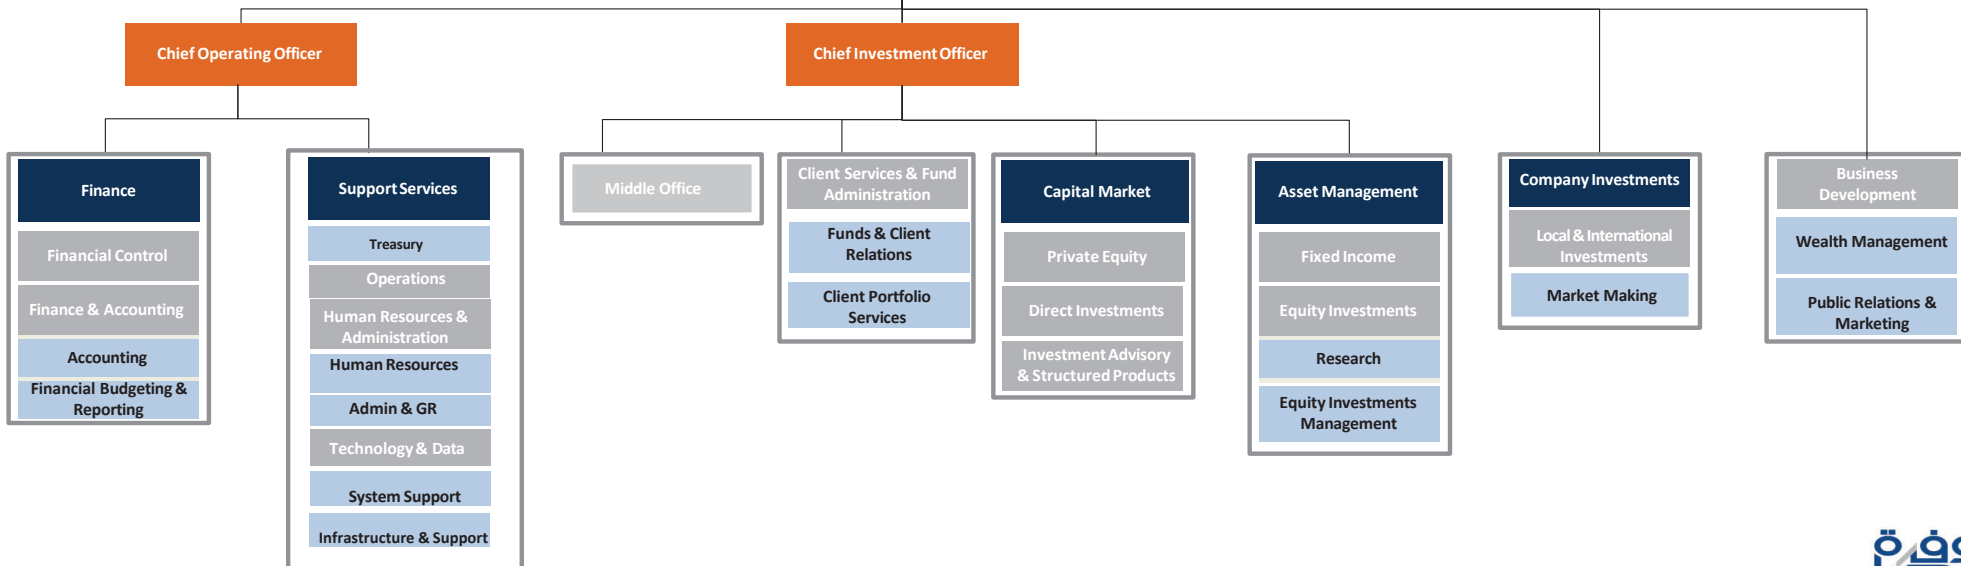 Chief Operating Officer
Chief Investment Officer
Finance
Financial Control
Finance & Accounting
Accounting
Financial Budgeting &
Reporting
Support Services
Treasury
Operations
Human Resources &
Administration
Human Resources
Admin & GR
Technology & Data
System Support
Infrastructure & Support
Middle Office
Client Services & Fund
Administration
Funds & Client
Relations
Client Portfolio
Services
Capital Market
Private Equity
Direct Investments
Investment Advisory
& Structured Products
Asset Management
Fixed Income
Equity Investments
Research
Equity Investments
Management
Company Investments
Local & International
Investments
Market Making
Business
Development
Wealth Management
Public Relations &
Marketing